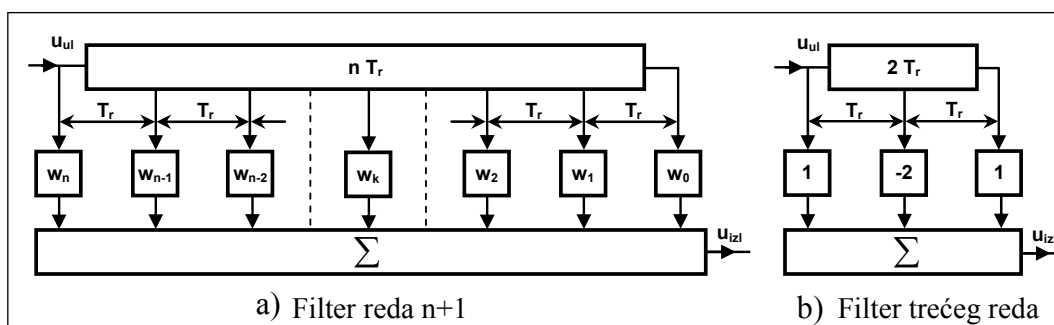 u_ul
n T_r
T_r T_r T_r T_r
w_n w_n-1 w_n-2 w_k w_2 w_1 w_0
Σ
u_izl
a) Filter reda n+1
u_ul
2 T_r
T_r T_r
1 -2 1
Σ
u_iz
b) Filter trećeg reda